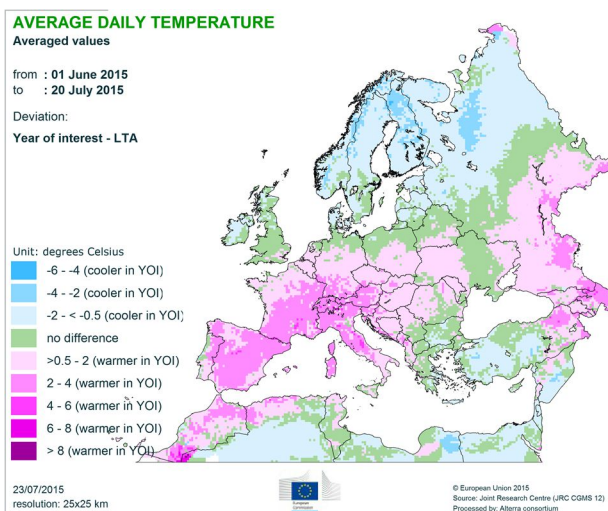 AVERAGE DAILY TEMPERATURE
Averaged values
from : 01 June 2015
to : 20 July 2015
Deviation:
Year of interest - LTA
Unit: degrees Celsius
-6 - -4 (cooler in YOI)
-4 - -2 (cooler in YOI)
-2 - < -0.5 (cooler in YOI)
no difference
>0.5 - 2 (warmer in YOI)
2 - 4 (warmer in YOI)
4 - 6 (warmer in YOI)
6 - 8 (warmer in YOI)
> 8 (warmer in YOI)
23/07/2015
resolution: 25x25 km
European
Commission
© European Union 2015
Source: Joint Research Centre (JRC CGMS 12)
Processed by: Alterra consortium